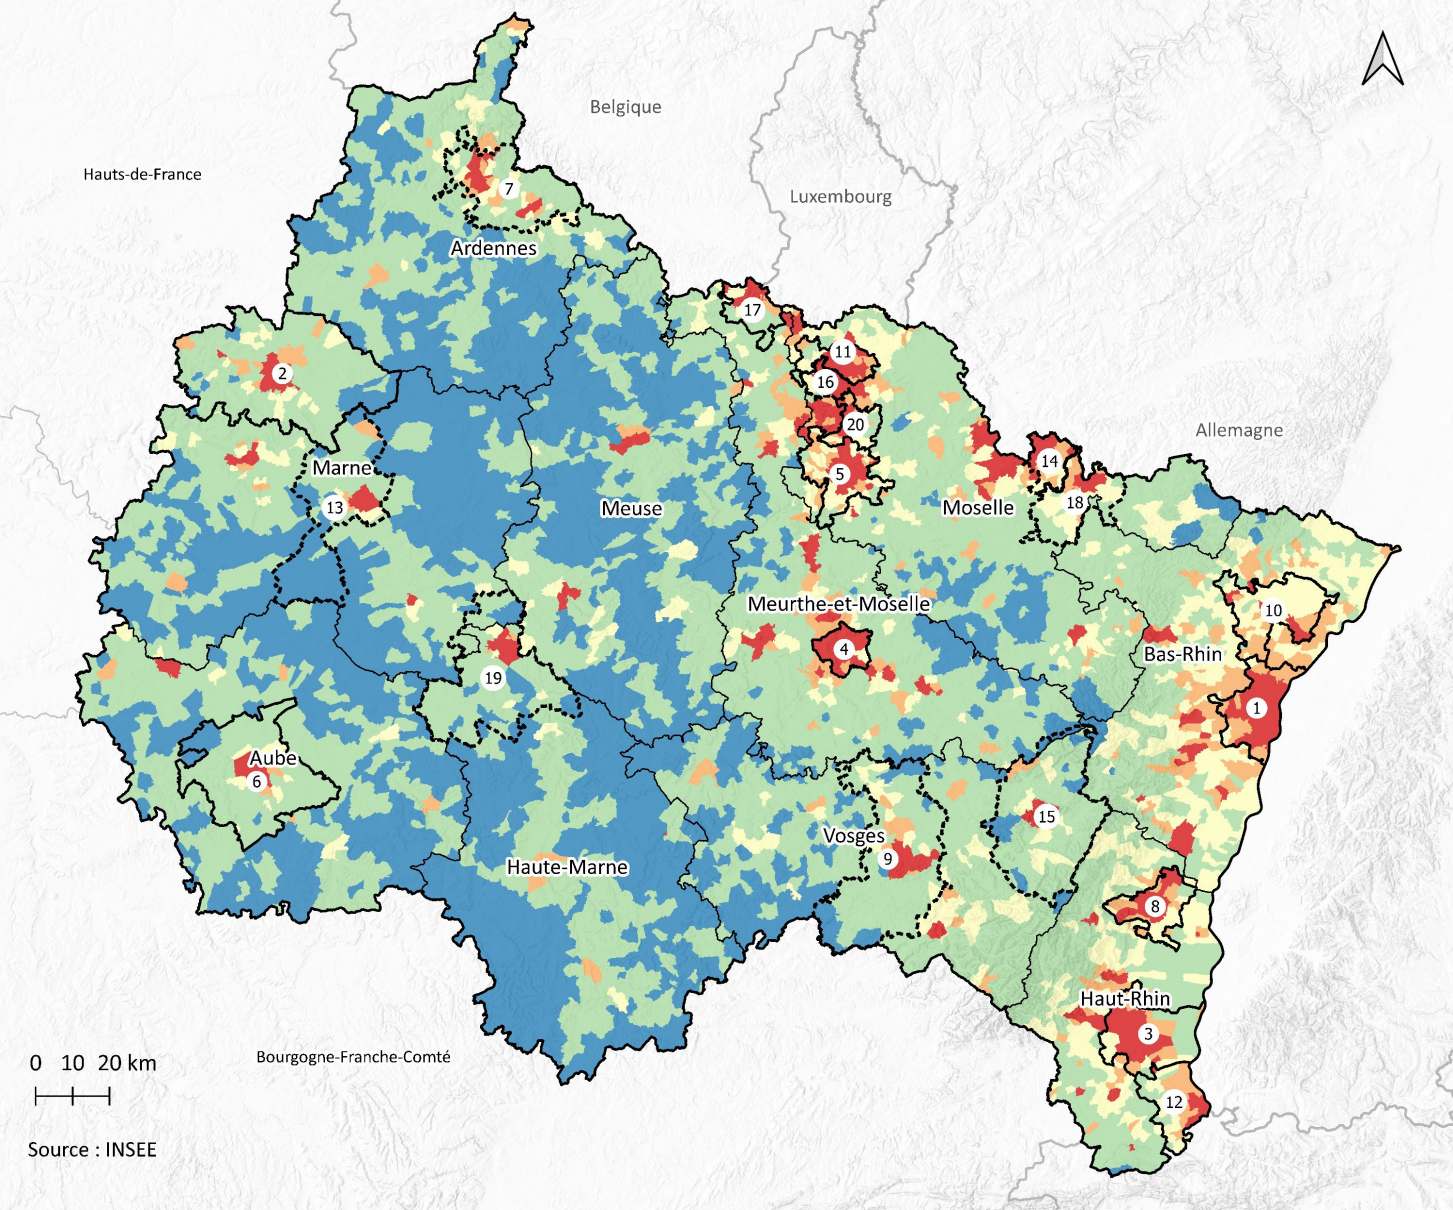 Belgique
Hauts-de-France
7
Luxembourg
Ardennes
17
11
2
16
20
Allemagne
14
Marne
5
18
Moselle
13
Meuse
Meurthe-et-Moselle
10
4
Bas-Rhin
19
1
Aube
6
15
Vosges
9
Haute-Marne
8
Haut-Rhin
3
Bourgogne-Franche-Comté
0 10 20 km
12
Source : INSEE